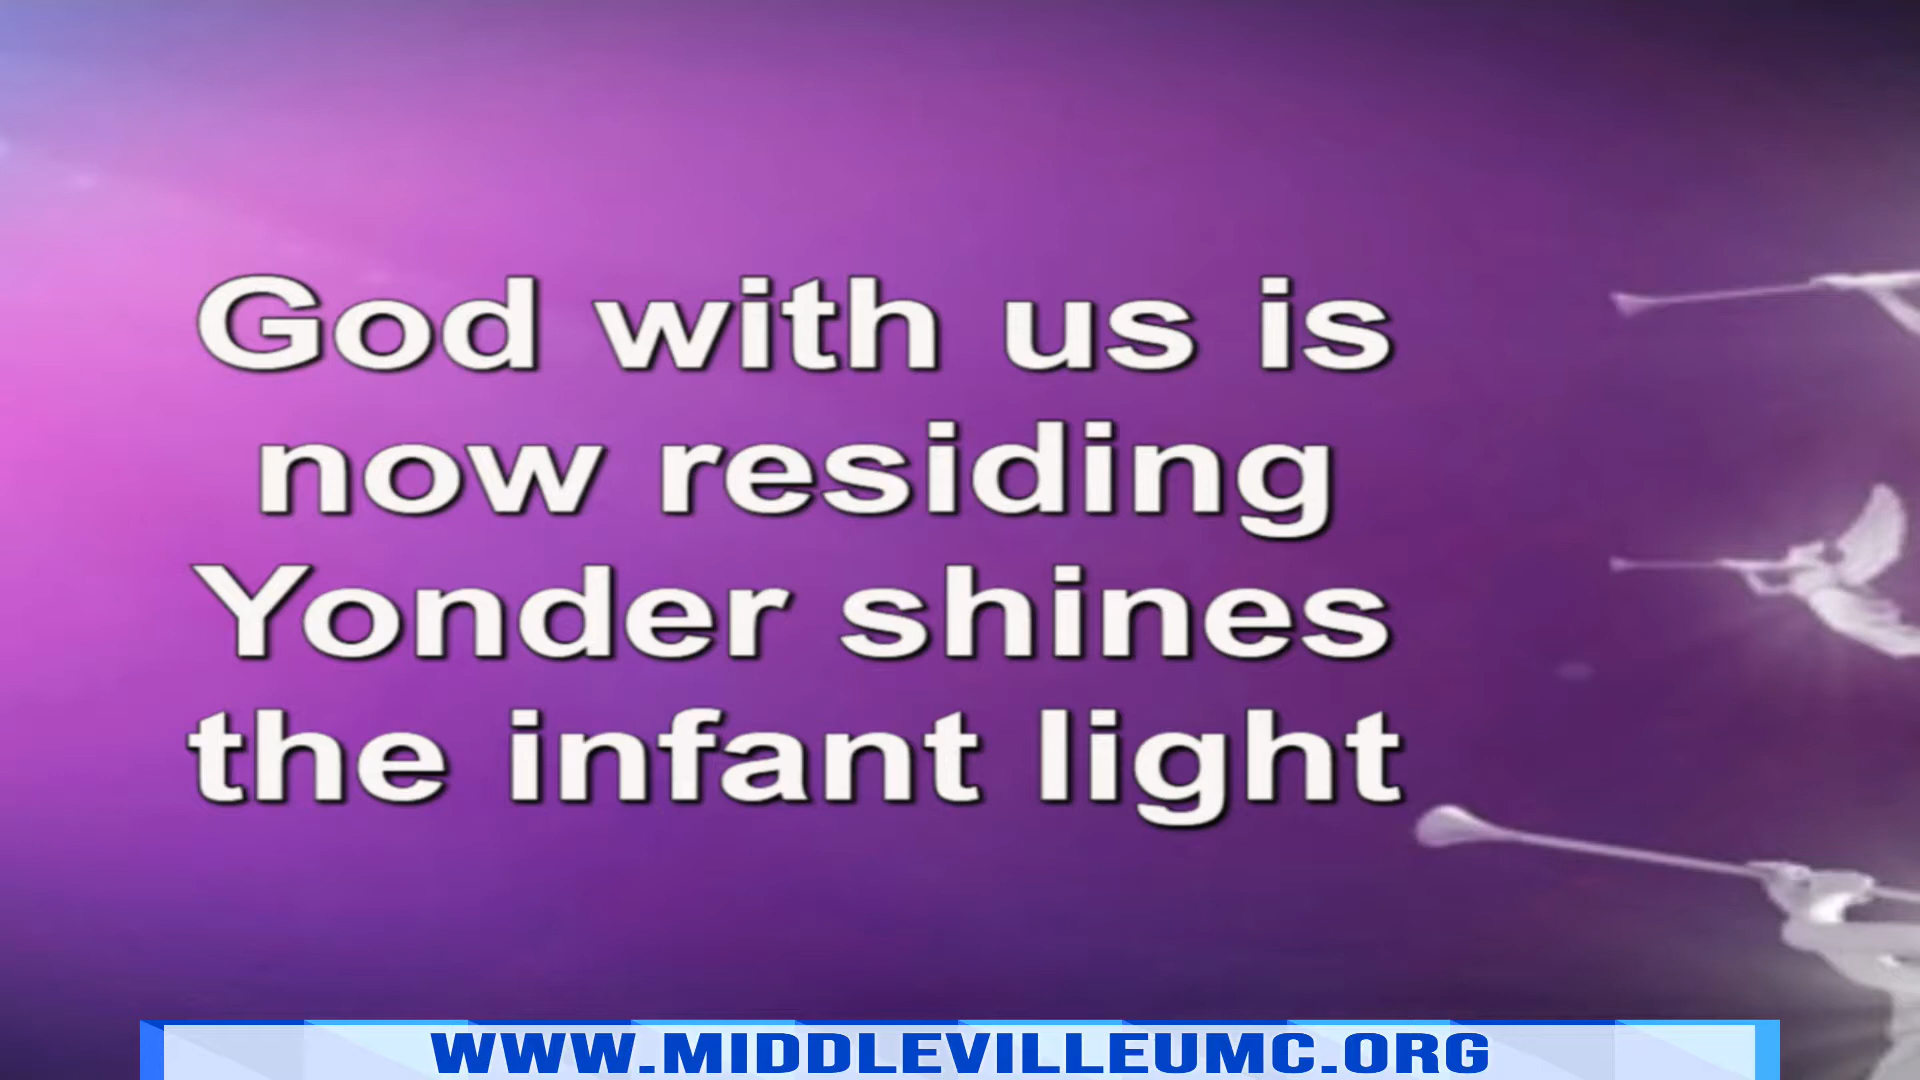 God with us is
now residing
Yonder shines
the infant light
WWW.MIDDLEVILLEUMC.ORG